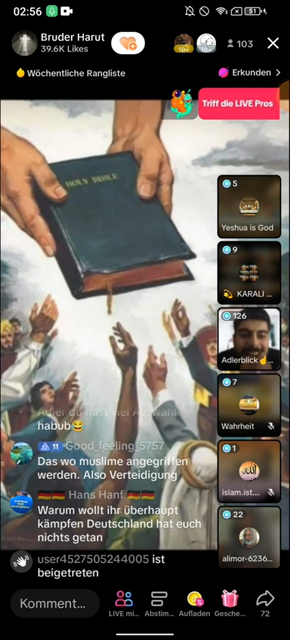 02:56
51
Bruder Harut
39.6K Likes
103
Wöchentliche Rangliste
Erkunden >
Triff die LIVE Pros
HOLY BIBLE
5
Yeshua is God
9
KARALI ...
126
Adlerblick☝️...
7
Wahrheit
1
islam.ist....
22
alimor-6236...
habub😂
11 Good_feeling_5757
Das wo muslime angegriffen
werden. Also Verteidigung
🇩🇪🇩🇪 Hans Hanf 🇩🇪🇩🇪
Warum wollt ihr überhaupt
kämpfen Deutschland hat euch
nichts getan
user4527505244005 ist
beigetreten
Komment...
LIVE mi...
Abstim...
Aufladen
Gesche...
72